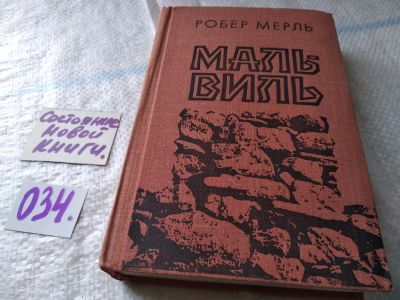 РОБЕР МЕРЛЬ
МАЛЬ
ВИЛЬ
Состояние
новой
книги.
034.